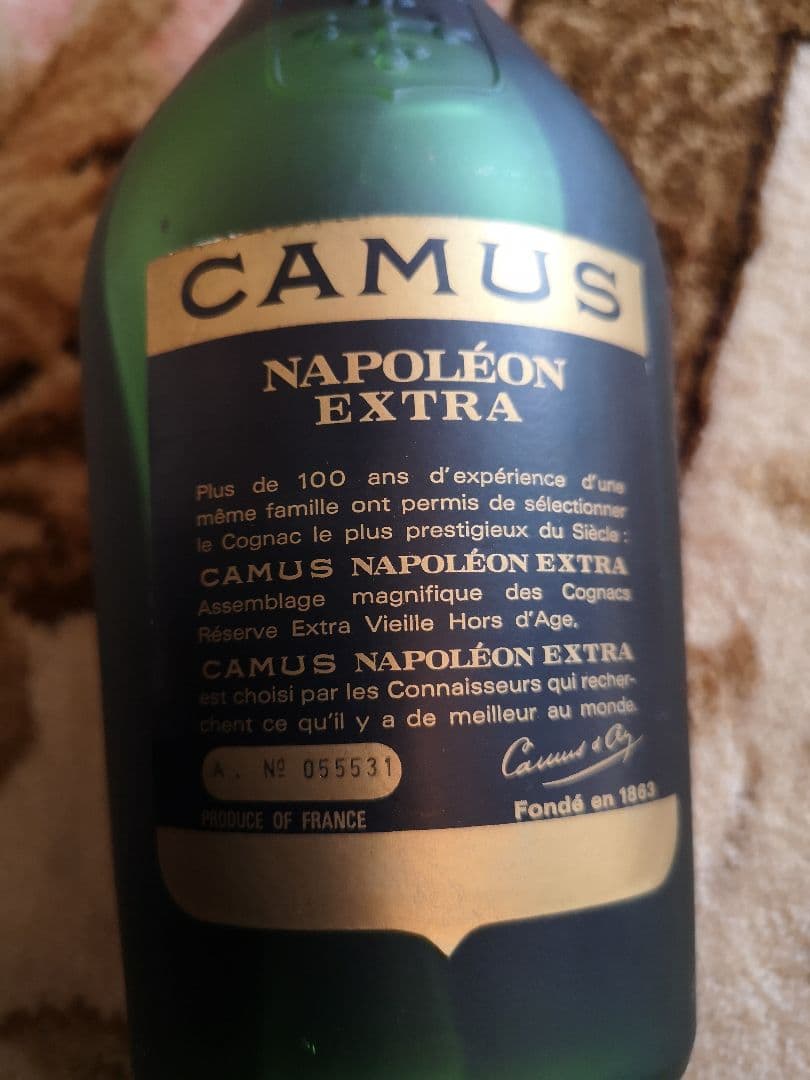 CAMUS
NAPOLÉON
EXTRA
Plus de 100 ans d'expérience d'une
même famille ont permis de sélectionner
le Cognac le plus prestigieux du Siècle :
CAMUS NAPOLÉON EXTRA
Assemblage magnifique des Cognacs
Réserve Extra Vieille Hors d'Age.
CAMUS NAPOLÉON EXTRA
est choisi par les Connaisseurs qui recher-
chent ce qu'il y a de meilleur au monde.
Camus & Cie
A. Nº 055531
Fondé en 1863
PRODUCE OF FRANCE